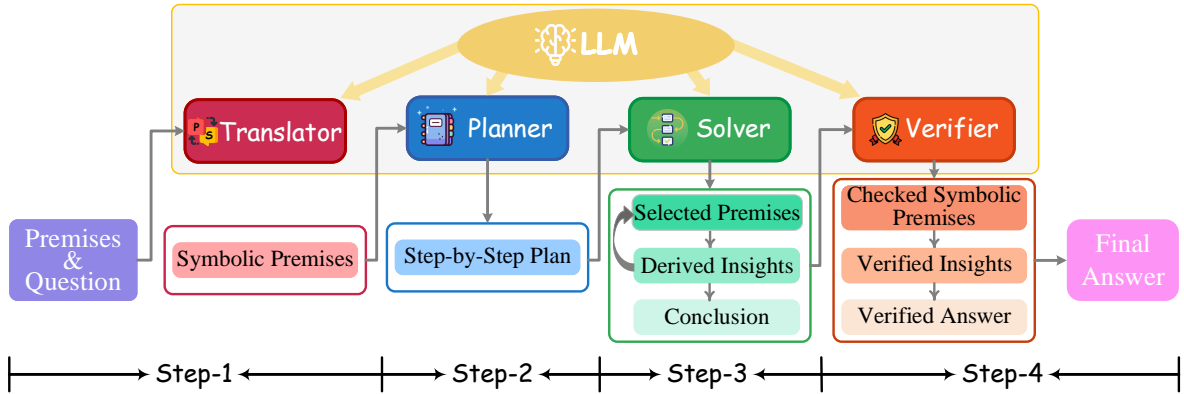 LLM
Translator
Planner
Solver
Verifier
P
S
Premises
&
Question
Symbolic Premises
Step-by-Step Plan
Selected Premises
Derived Insights
Conclusion
Checked Symbolic
Premises
Verified Insights
Verified Answer
Final
Answer
Step-1
Step-2
Step-3
Step-4